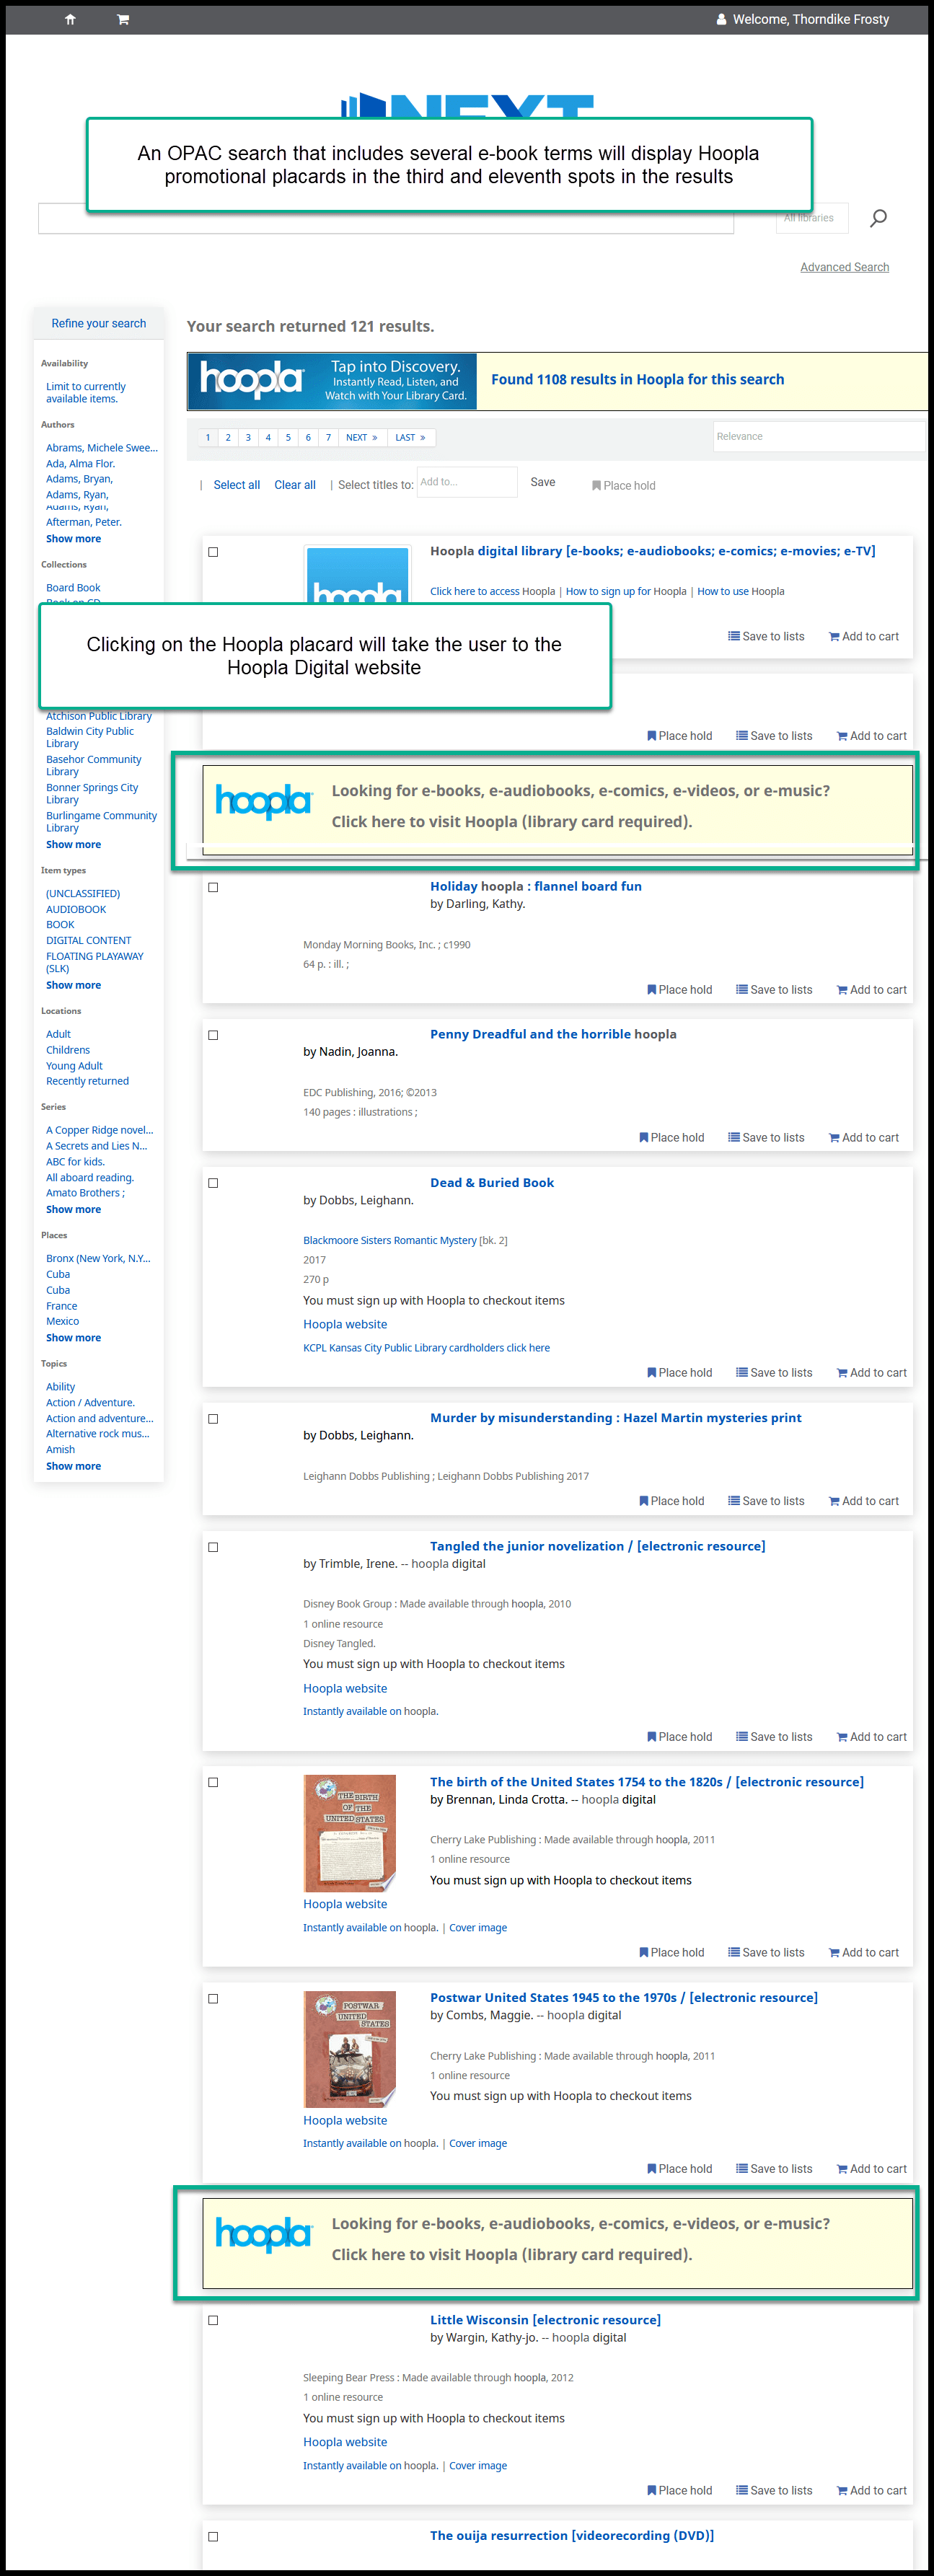 Welcome, Thorndike Frosty
NEXT
An OPAC search that includes several e-book terms will display Hoopla
promotional placards in the third and eleventh spots in the results
All libraries
Advanced Search
Refine your search
Availability
Limit to currently
available items.
Authors
Abrams, Michele Swee...
Ada, Alma Flor.
Adams, Bryan,
Adams, Ryan,
Adams, Ryan,
Afterman, Peter.
Show more
Collections
Board Book
Book on CD
Atchison Public Library
Baldwin City Public
Library
Basehor Community
Library
Bonner Springs City
Library
Burlingame Community
Library
Show more
Item types
(UNCLASSIFIED)
AUDIOBOOK
BOOK
DIGITAL CONTENT
FLOATING PLAYAWAY
(SLK)
Show more
Locations
Adult
Childrens
Young Adult
Recently returned
Series
A Copper Ridge novel...
A Secrets and Lies N...
ABC for kids.
All aboard reading.
Amato Brothers ;
Show more
Places
Bronx (New York, N.Y...
Cuba
Cuba
France
Mexico
Show more
Topics
Ability
Action / Adventure.
Action and adventure...
Alternative rock mus...
Amish
Show more
Your search returned 121 results.
hoopla
Tap into Discovery.
Instantly Read, Listen, and
Watch with Your Library Card.
Found 1108 results in Hoopla for this search
1 2 3 4 5 6 7 NEXT » LAST »
Relevance
| Select all Clear all | Select titles to: Add to... Save Place hold
hoopla
Hoopla digital library [e-books; e-audiobooks; e-comics; e-movies; e-TV]
Click here to access Hoopla | How to sign up for Hoopla | How to use Hoopla
Save to lists Add to cart
Clicking on the Hoopla placard will take the user to the
Hoopla Digital website
Place hold Save to lists Add to cart
hoopla
Looking for e-books, e-audiobooks, e-comics, e-videos, or e-music?
Click here to visit Hoopla (library card required).
Holiday hoopla : flannel board fun
by Darling, Kathy.
Monday Morning Books, Inc. ; c1990
64 p. : ill. ;
Place hold Save to lists Add to cart
Penny Dreadful and the horrible hoopla
by Nadin, Joanna.
EDC Publishing, 2016; ©2013
140 pages : illustrations ;
Place hold Save to lists Add to cart
Dead & Buried Book
by Dobbs, Leighann.
Blackmoore Sisters Romantic Mystery [bk. 2]
2017
270 p
You must sign up with Hoopla to checkout items
Hoopla website
KCPL Kansas City Public Library cardholders click here
Place hold Save to lists Add to cart
Murder by misunderstanding : Hazel Martin mysteries print
by Dobbs, Leighann.
Leighann Dobbs Publishing ; Leighann Dobbs Publishing 2017
Place hold Save to lists Add to cart
Tangled the junior novelization / [electronic resource]
by Trimble, Irene. -- hoopla digital
Disney Book Group : Made available through hoopla, 2010
1 online resource
Disney Tangled.
You must sign up with Hoopla to checkout items
Hoopla website
Instantly available on hoopla.
Place hold Save to lists Add to cart
THE BIRTH
OF THE
UNITED STATES
The birth of the United States 1754 to the 1820s / [electronic resource]
by Brennan, Linda Crotta. -- hoopla digital
Cherry Lake Publishing : Made available through hoopla, 2011
1 online resource
You must sign up with Hoopla to checkout items
Hoopla website
Instantly available on hoopla. | Cover image
Place hold Save to lists Add to cart
POSTWAR
UNITED
STATES
Postwar United States 1945 to the 1970s / [electronic resource]
by Combs, Maggie. -- hoopla digital
Cherry Lake Publishing : Made available through hoopla, 2011
1 online resource
You must sign up with Hoopla to checkout items
Hoopla website
Instantly available on hoopla. | Cover image
Place hold Save to lists Add to cart
hoopla
Looking for e-books, e-audiobooks, e-comics, e-videos, or e-music?
Click here to visit Hoopla (library card required).
Little Wisconsin [electronic resource]
by Wargin, Kathy-jo. -- hoopla digital
Sleeping Bear Press : Made available through hoopla, 2012
1 online resource
You must sign up with Hoopla to checkout items
Hoopla website
Instantly available on hoopla. | Cover image
Place hold Save to lists Add to cart
The ouija resurrection [videorecording (DVD)]